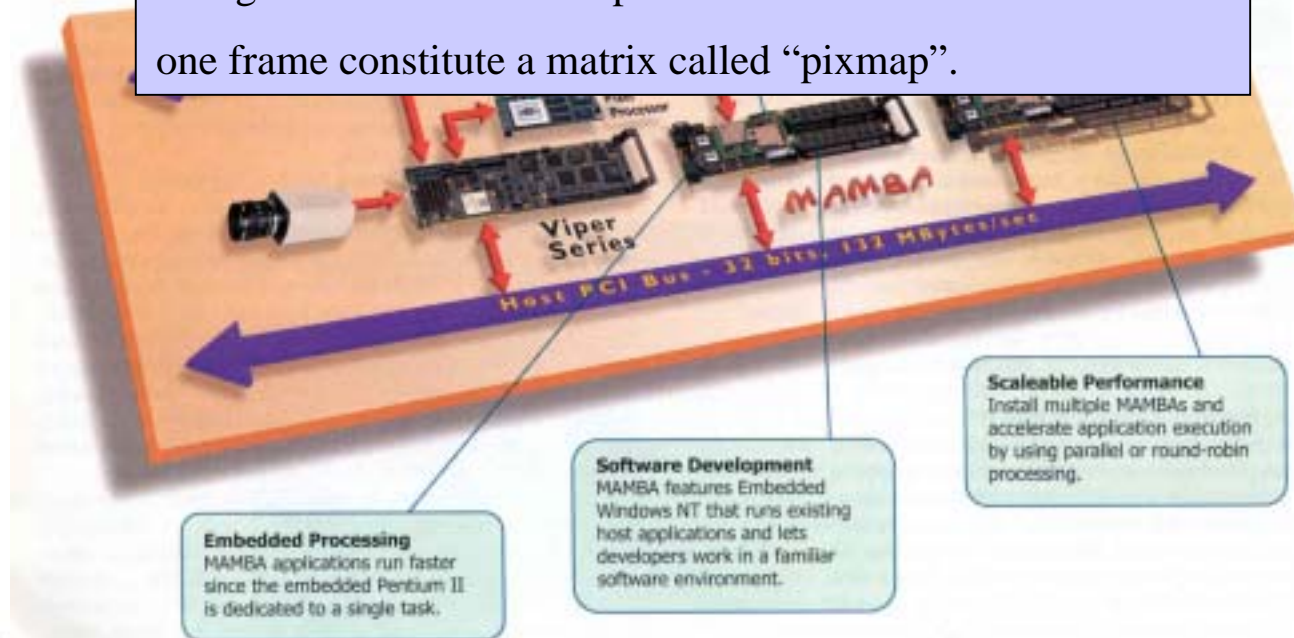 one frame constitute a matrix called “pixmap”.
Processor
MAMBA
Viper
Series
Host PCI Bus - 32 bits, 132 MBytes/sec
Scaleable Performance
Install multiple MAMBAs and
accelerate application execution
by using parallel or round-robin
processing.
Software Development
MAMBA features Embedded
Windows NT that runs existing
host applications and lets
developers work in a familiar
software environment.
Embedded Processing
MAMBA applications run faster
since the embedded Pentium II
is dedicated to a single task.